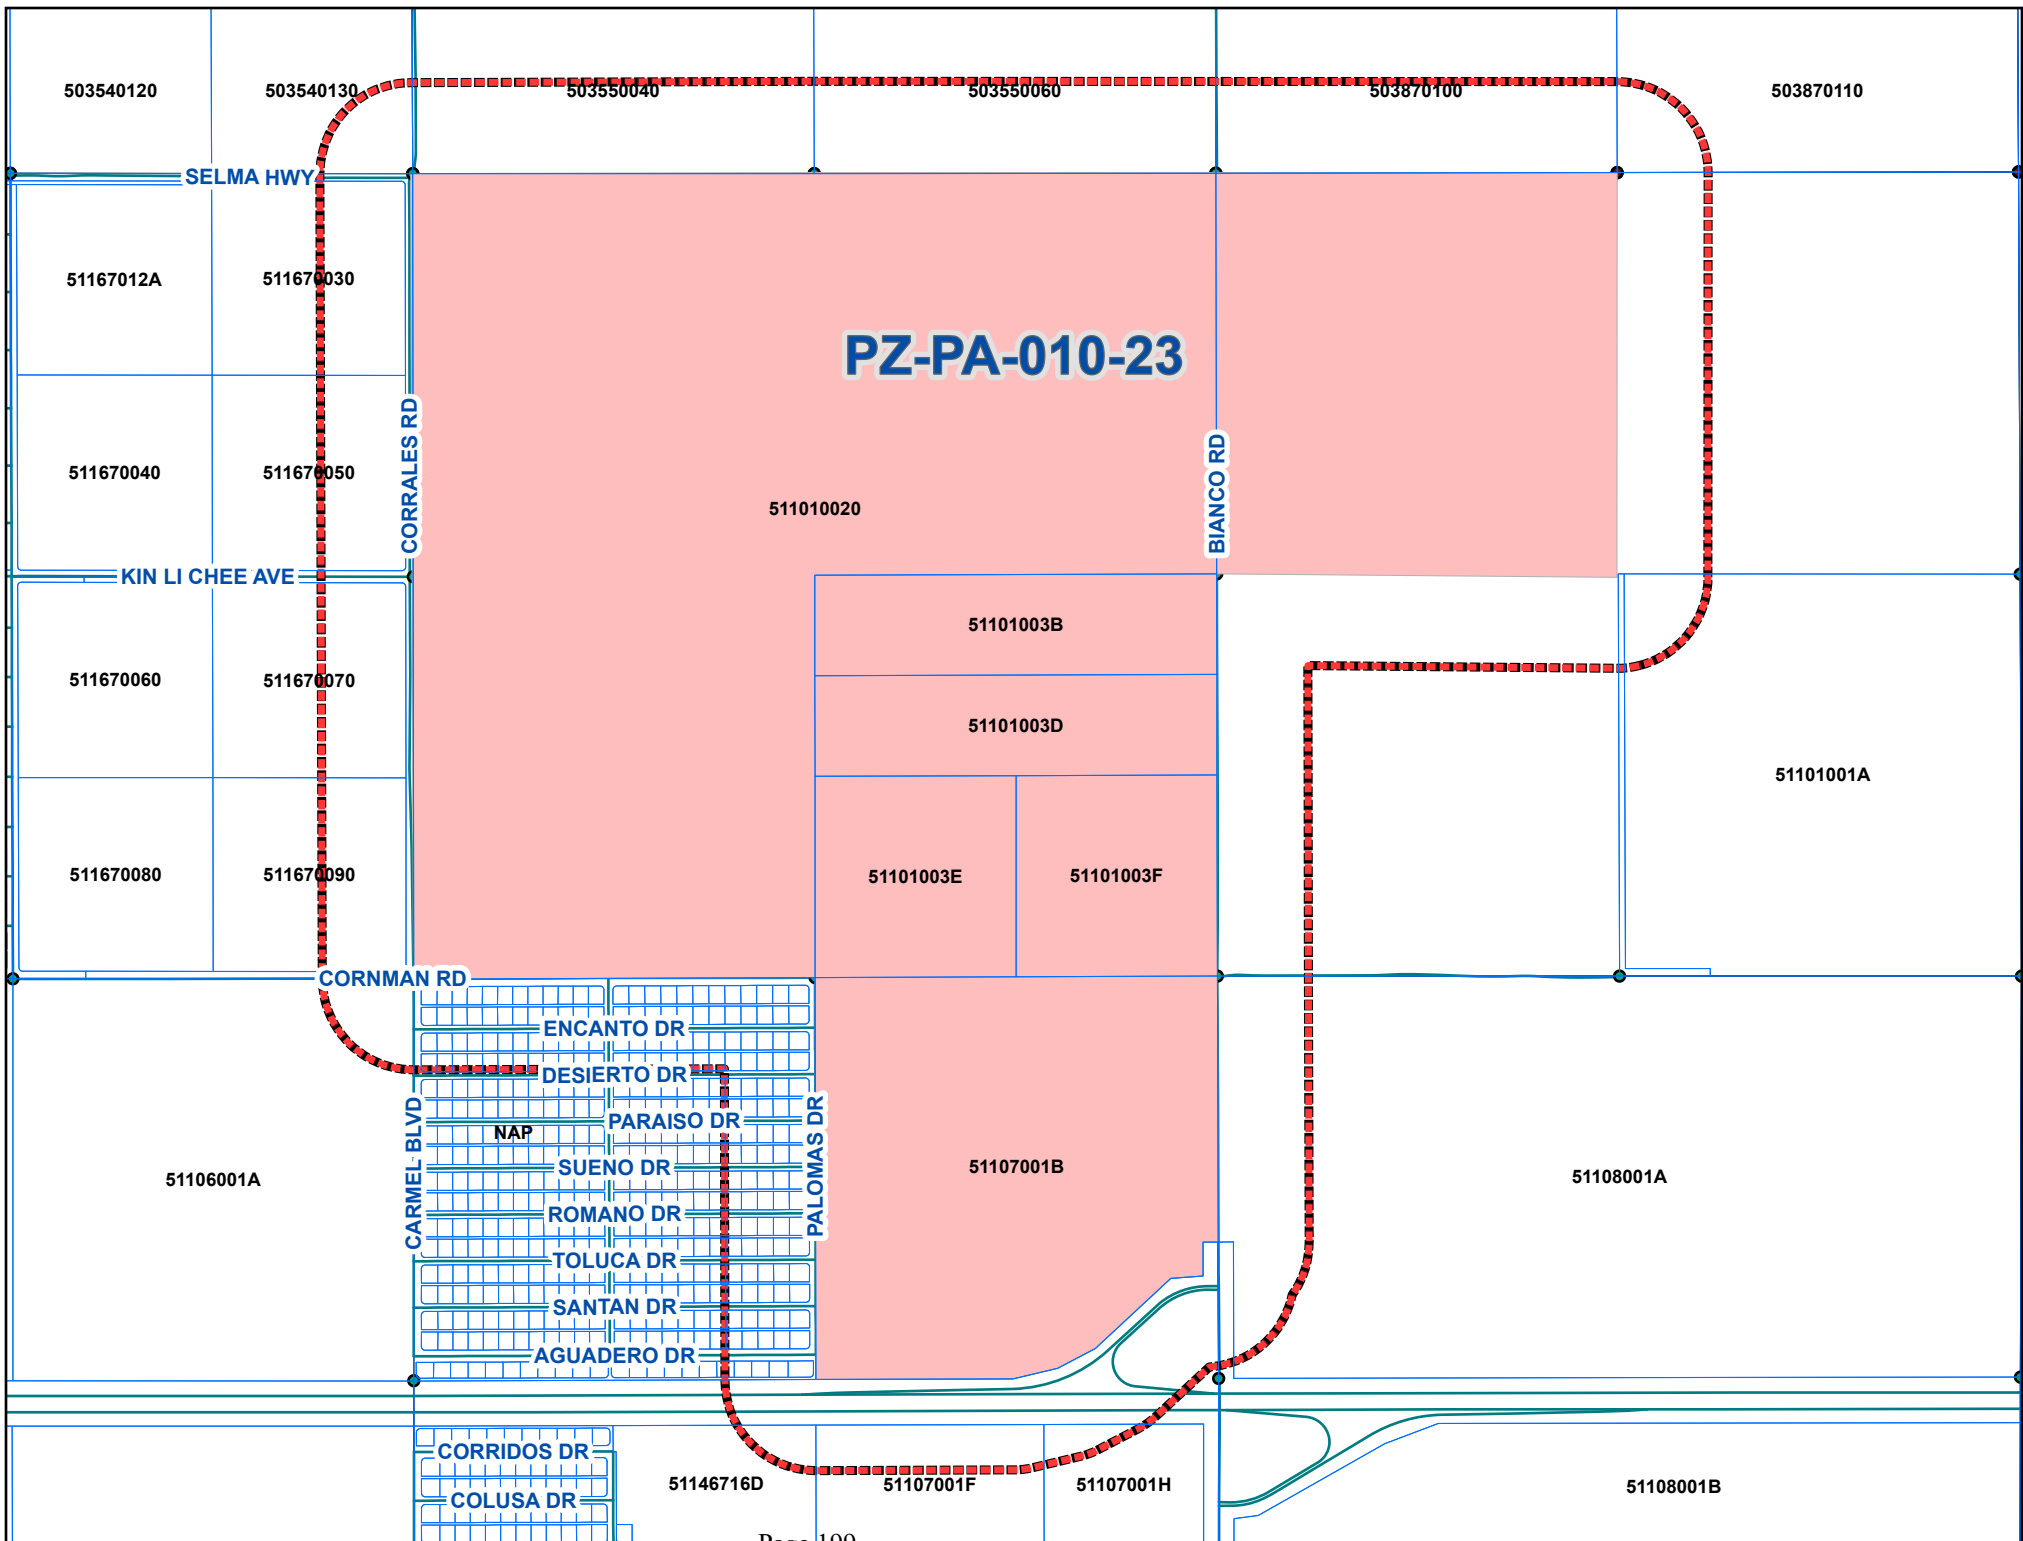 503540120
503540130
503550040
503550060
503870100
503870110
SELMA HWY
51167012A
511670030
PZ-PA-010-23
511670040
511670050
CORRALES RD
BIANCO RD
511010020
KIN LI CHEE AVE
51101003B
511670060
511670070
51101003D
51101001A
511670080
511670090
51101003E
51101003F
CORNMAN RD
ENCANTO DR
DESIERTO DR
PARAISO DR
NAP
CARMEL BLVD
PALOMAS DR
SUENO DR
51106001A
51107001B
51108001A
ROMANO DR
TOLUCA DR
SANTAN DR
AGUADERO DR
CORRIDOS DR
51146716D
51107001F
51107001H
51108001B
COLUSA DR